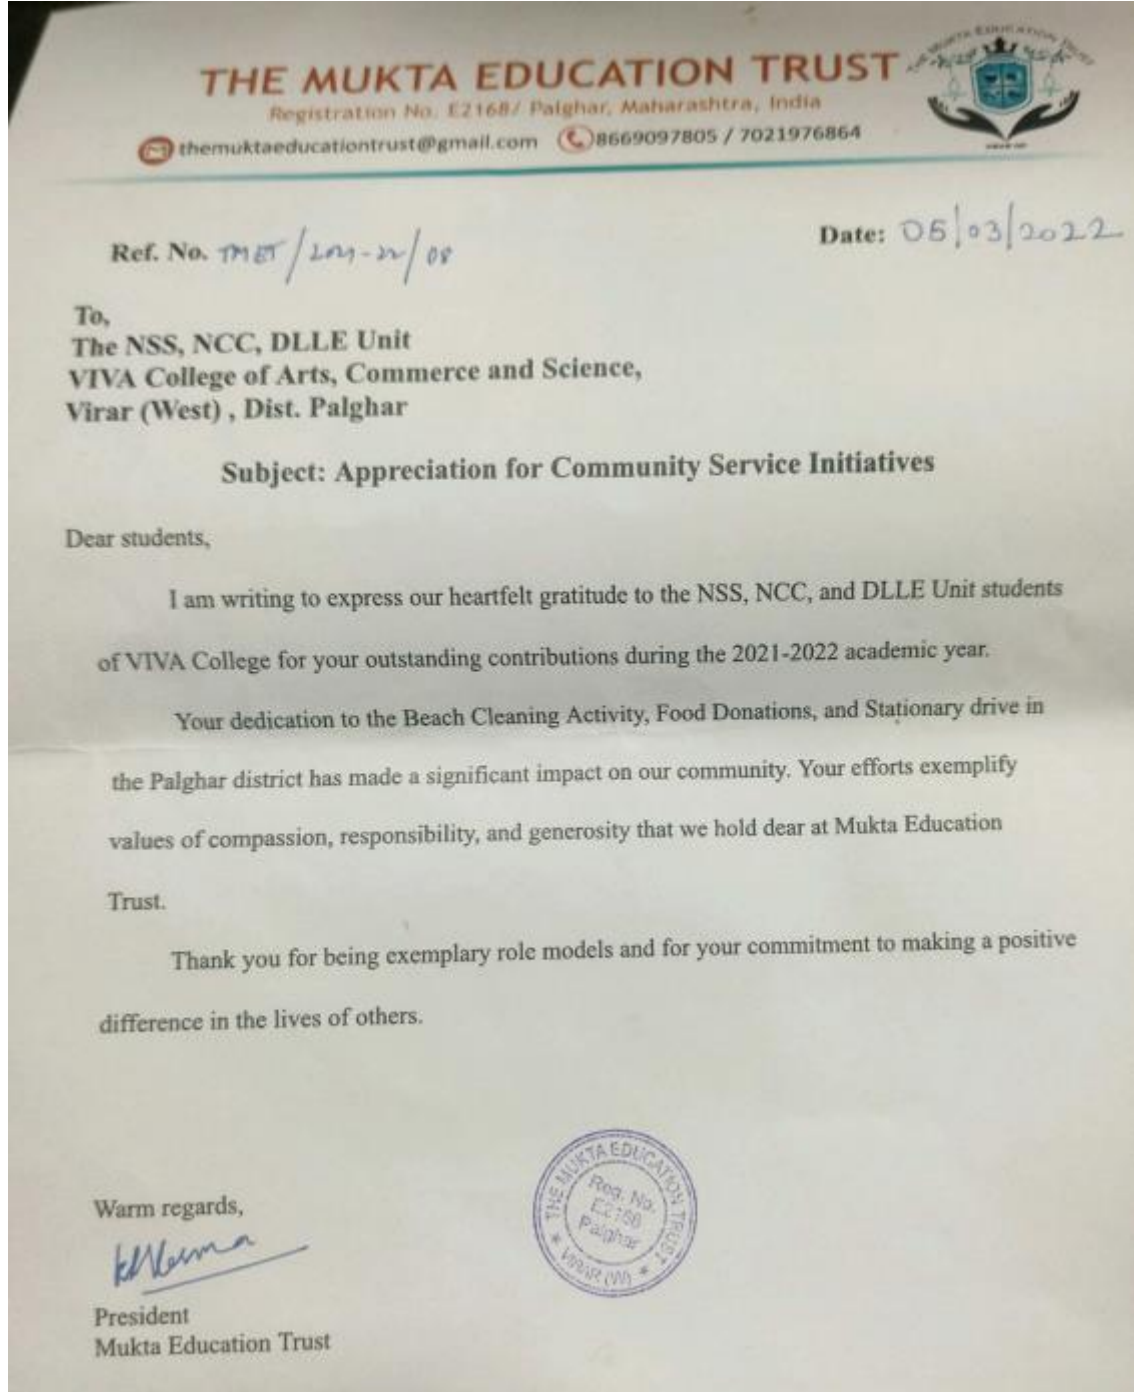 THE MUKTA EDUCATION TRUST
Registration No. E2168/ Palghar, Maharashtra, India
themuktaeducationtrust@gmail.com 8669097805 / 7021976864
MUKTA EDUCATION TRUST
Ref. No. TMET/2021-22/08
Date: 05/03/2022
To,
The NSS, NCC, DLLE Unit
VIVA College of Arts, Commerce and Science,
Virar (West) , Dist. Palghar
Subject: Appreciation for Community Service Initiatives
Dear students,
I am writing to express our heartfelt gratitude to the NSS, NCC, and DLLE Unit students
of VIVA College for your outstanding contributions during the 2021-2022 academic year.
Your dedication to the Beach Cleaning Activity, Food Donations, and Stationary drive in
the Palghar district has made a significant impact on our community. Your efforts exemplify
values of compassion, responsibility, and generosity that we hold dear at Mukta Education
Trust.
Thank you for being exemplary role models and for your commitment to making a positive
difference in the lives of others.
Warm regards,
President
Mukta Education Trust
THE MUKTA EDUCATION TRUST
Reg. No.
E2168
Palghar
* VIRAR (W) *